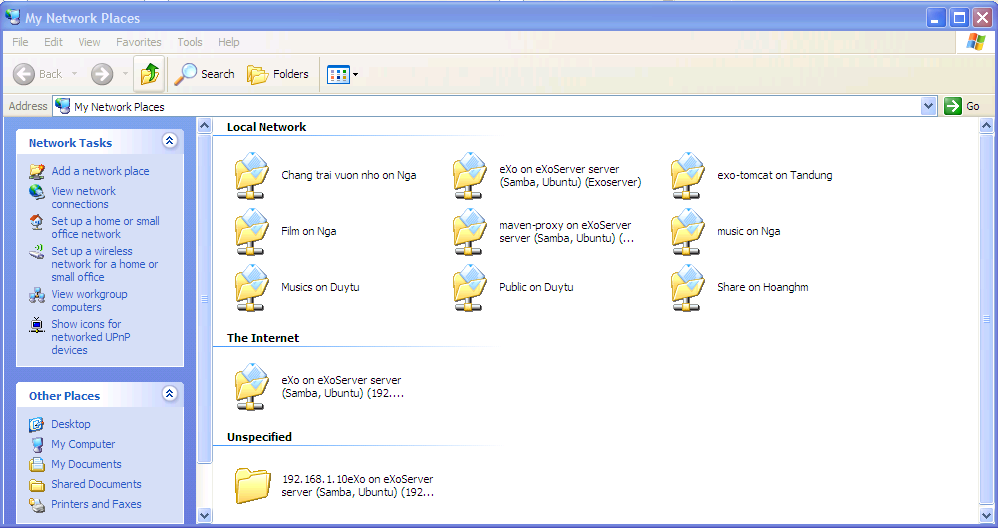 My Network Places
File Edit View Favorites Tools Help
Back Search Folders
Address My Network Places Go
Network Tasks
Add a network place
View network
connections
Set up a home or small
office network
Set up a wireless
network for a home or
small office
View workgroup
computers
Show icons for
networked UPnP
devices
Other Places
Desktop
My Computer
My Documents
Shared Documents
Printers and Faxes
Local Network
Chang trai vuon nho on Nga
eXo on eXoServer server
(Samba, Ubuntu) (Exoserver)
exo-tomcat on Tandung
Film on Nga
maven-proxy on eXoServer
server (Samba, Ubuntu) (...
music on Nga
Musics on Duytu
Public on Duytu
Share on Hoanghm
The Internet
eXo on eXoServer server
(Samba, Ubuntu) (192....
Unspecified
192.168.1.10eXo on eXoServer
server (Samba, Ubuntu) (192...